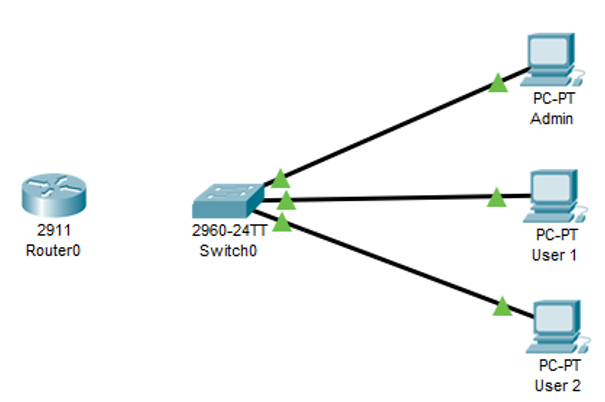 PC-PT
Admin
2911
Router0
2960-24TT
Switch0
PC-PT
User 1
PC-PT
User 2